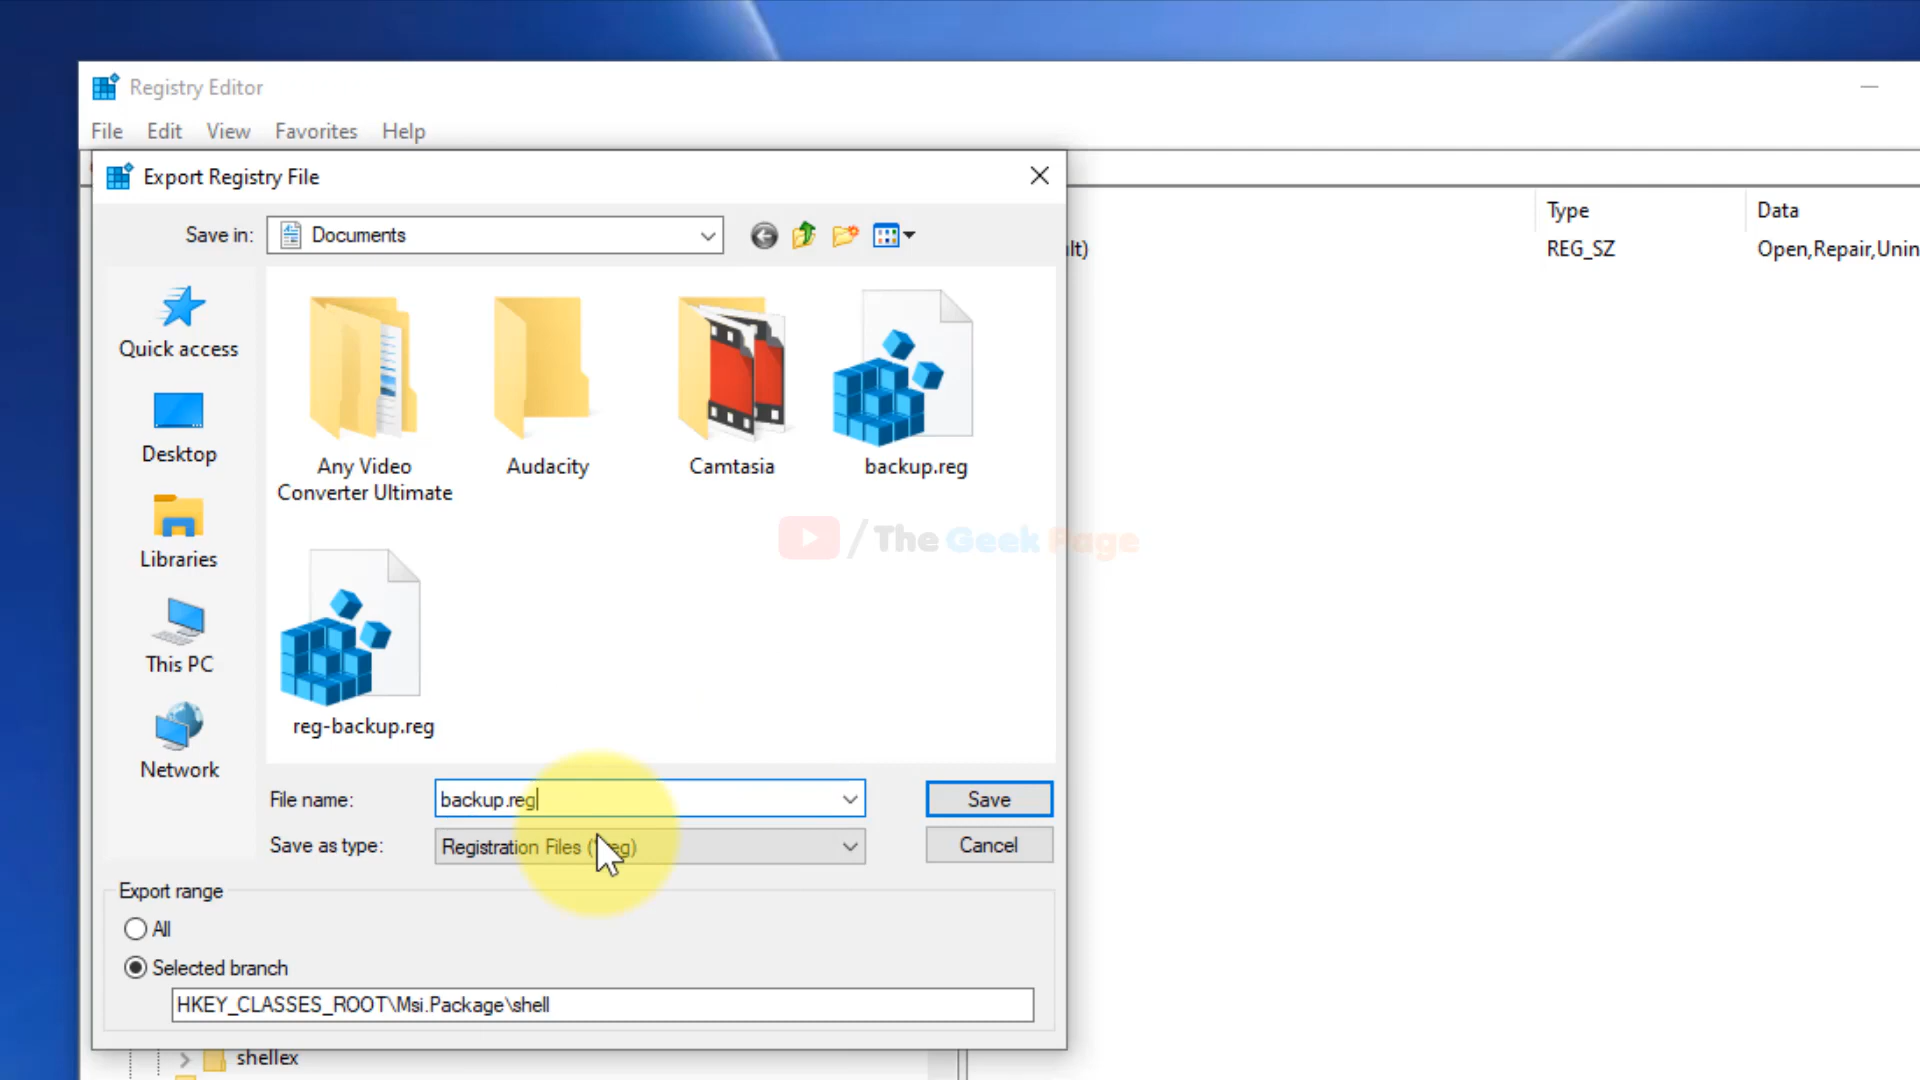 Registry Editor
File Edit View Favorites Help
Export Registry File
Save in: Documents
Type Data
lt) REG_SZ Open,Repair,Unin
Quick access
Desktop
Libraries
This PC
Network
Any Video
Converter Ultimate
Audacity
Camtasia
backup.reg
/The Geek Page
reg-backup.reg
File name: backup.reg Save
Save as type: Registration Files (*.reg) Cancel
Export range
All
Selected branch
HKEY_CLASSES_ROOT\Msi.Package\shell
shellex